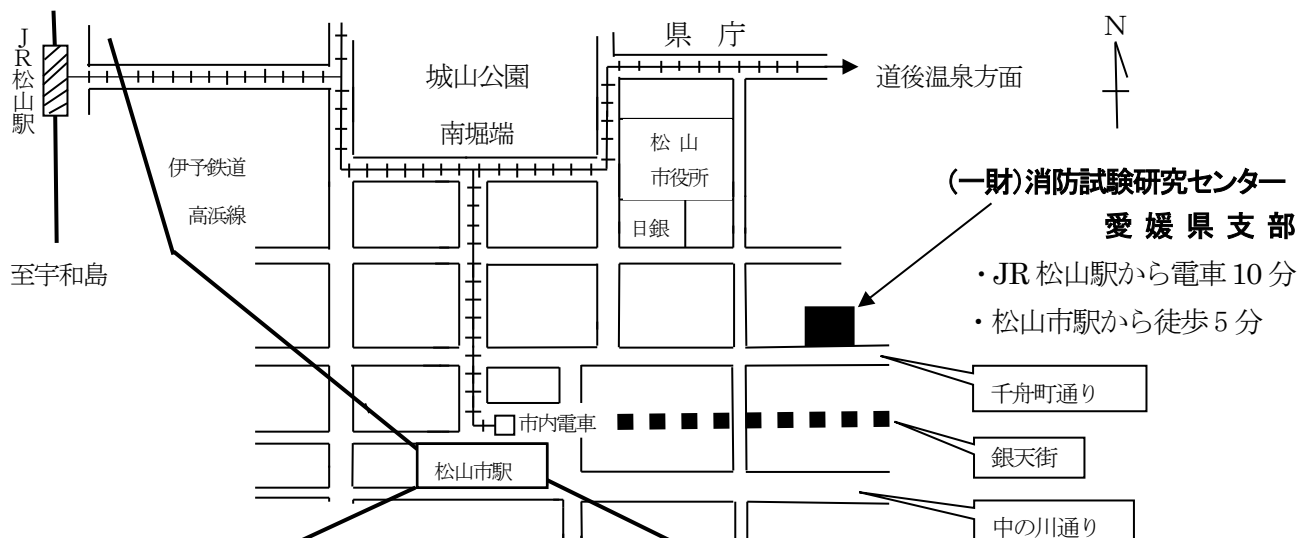 JR松山駅
至宇和島
伊予鉄道
高浜線
城山公園
南堀端
県 庁
松 山
市役所
日銀
道後温泉方面
N
(一財)消防試験研究センター
愛 媛 県 支 部
・JR 松山駅から電車 10 分
・松山市駅から徒歩 5 分
千舟町通り
市内電車
銀天街
松山市駅
中の川通り